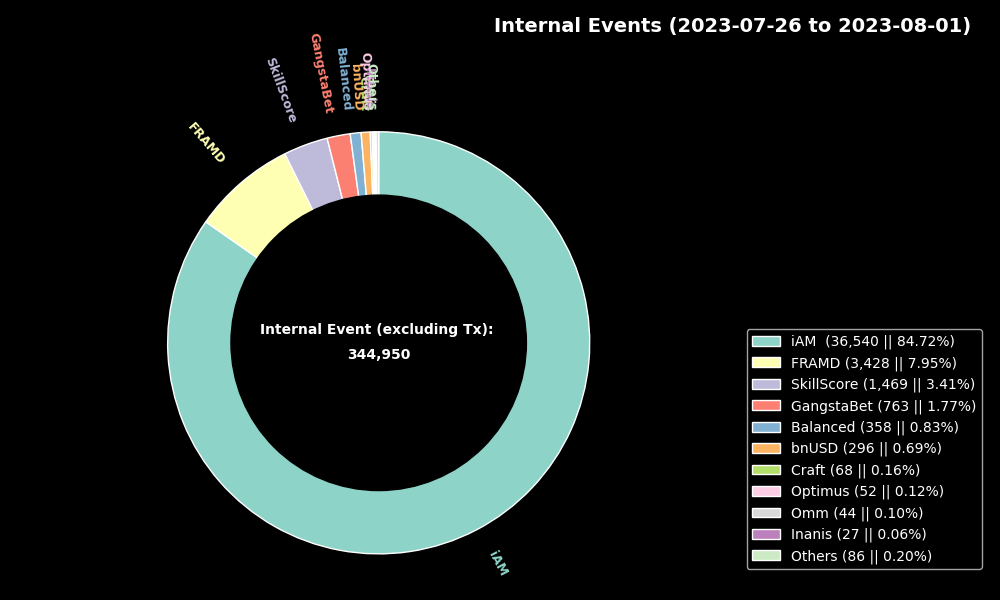 Internal Events (2023-07-26 to 2023-08-01)
FRAMD
SkillScore
GangstaBet
Balanced
bnUSD
Optimus
Others
Internal Event (excluding Tx):
344,950
iAM
iAM  (36,540 || 84.72%)
FRAMD (3,428 || 7.95%)
SkillScore (1,469 || 3.41%)
GangstaBet (763 || 1.77%)
Balanced (358 || 0.83%)
bnUSD (296 || 0.69%)
Craft (68 || 0.16%)
Optimus (52 || 0.12%)
Omm (44 || 0.10%)
Inanis (27 || 0.06%)
Others (86 || 0.20%)